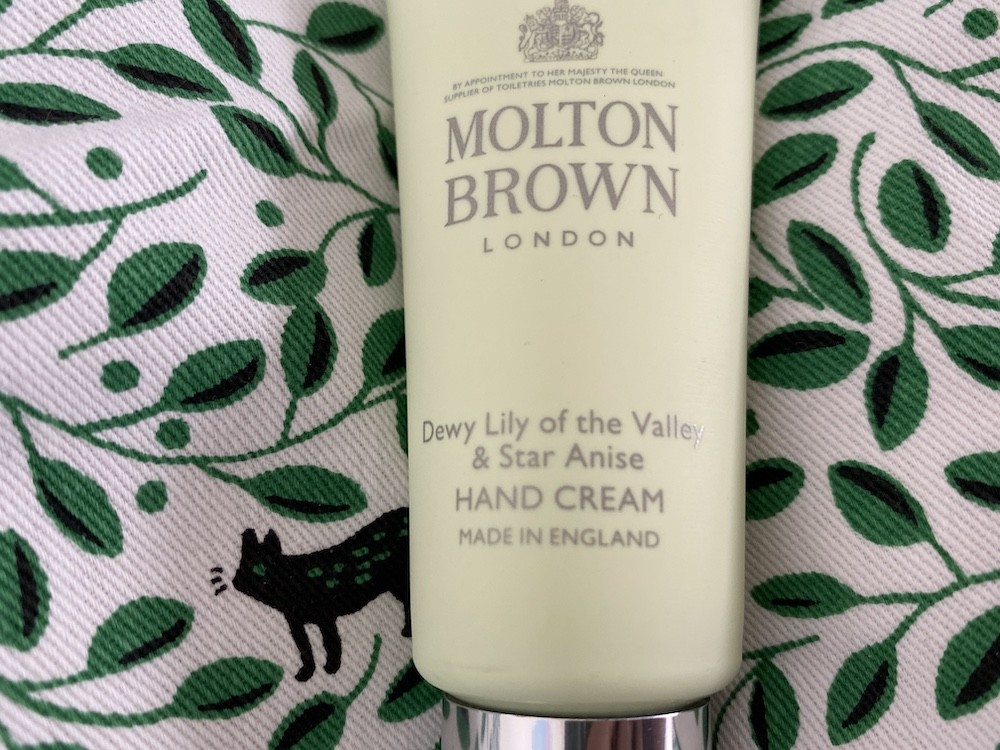 BY APPOINTMENT TO HER MAJESTY THE QUEEN
SUPPLIER OF TOILETRIES MOLTON BROWN LONDON
MOLTON
BROWN
LONDON
Dewy Lily of the Valley
& Star Anise
HAND CREAM
MADE IN ENGLAND